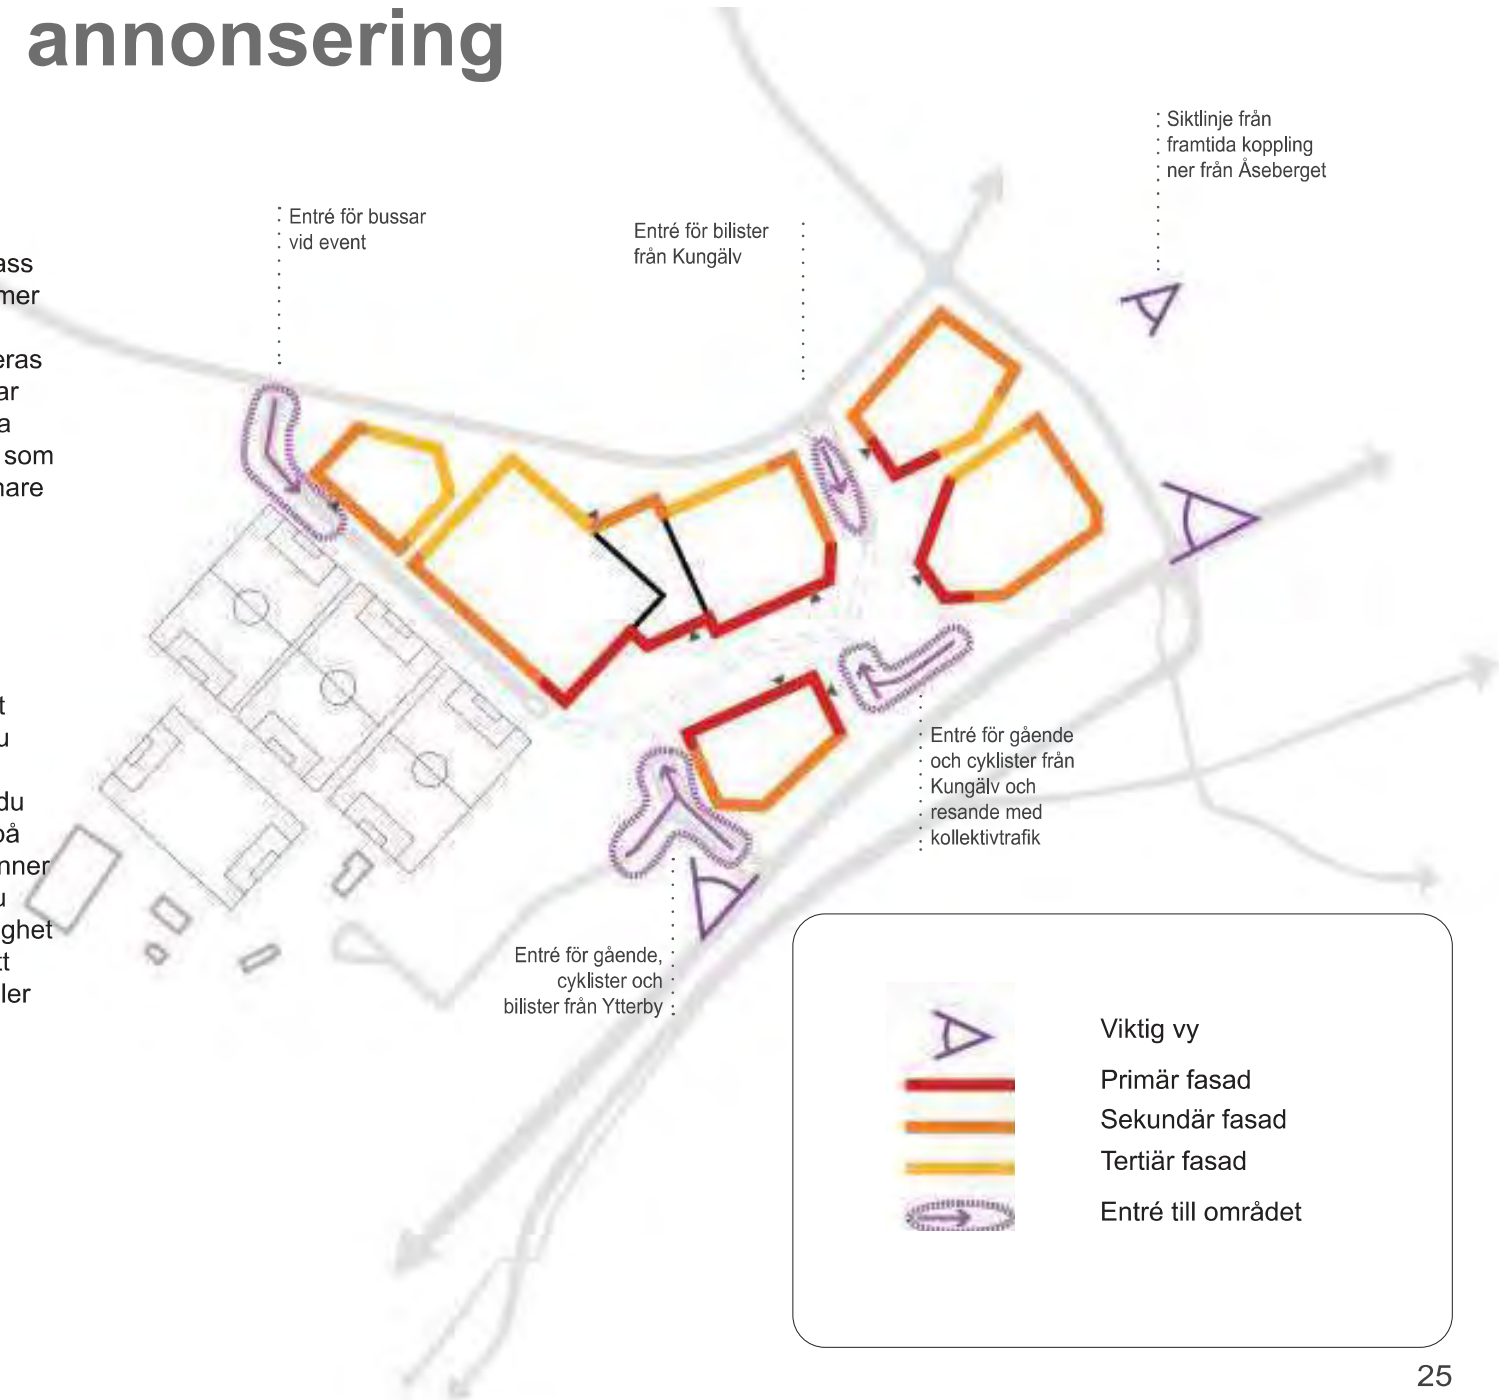 annonsering
Siktlinje från
framtida koppling
ner från Åseberget
Entré för bussar
vid event
Entré för bilister
från Kungälv
som
du
Entré för gående
och cyklister från
Kungälv och
resande med
kollektivtrafik
Entré för gående,
cyklister och
bilister från Ytterby
Viktig vy
Primär fasad
Sekundär fasad
Tertiär fasad
Entré till området
25